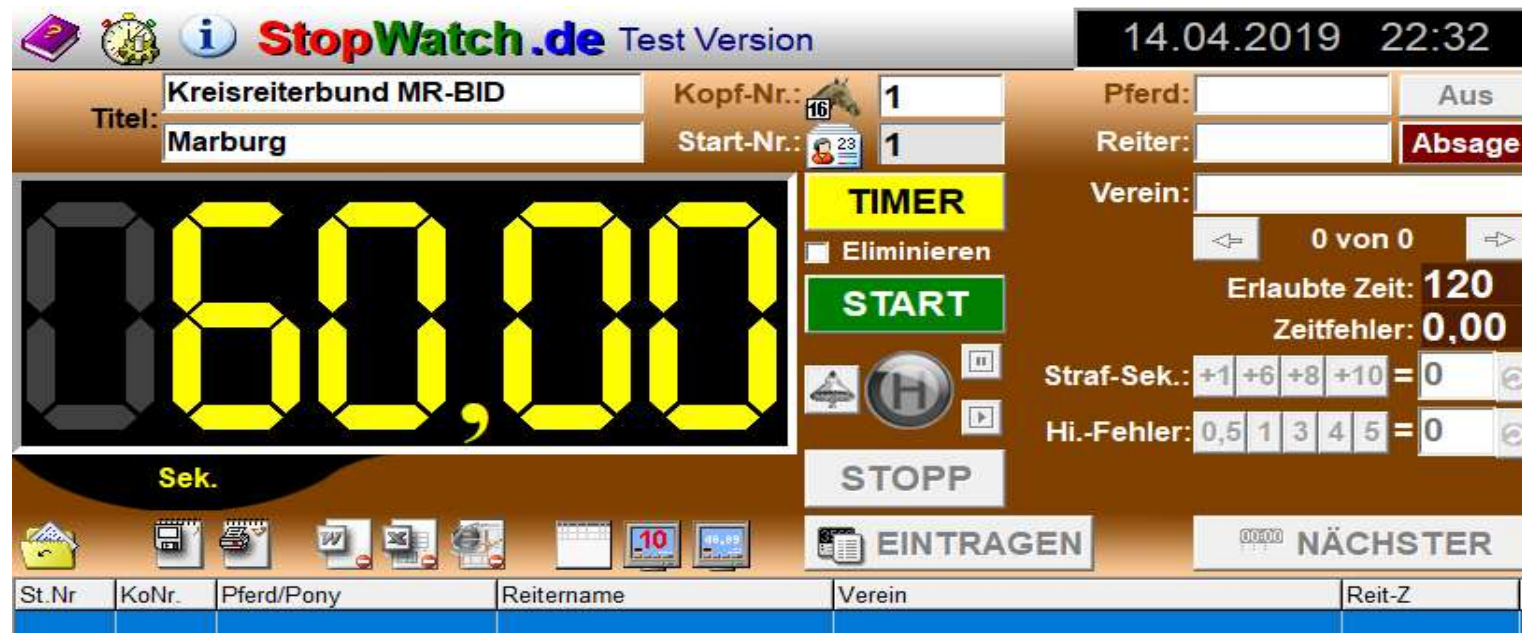 StopWatch.de Test Version 14.04.2019 22:32
Titel: Kreisreiterbund MR-BID Kopf-Nr.: 16 1 Pferd: Aus
Marburg Start-Nr.: 23 1 Reiter: Absage
TIMER Verein:
60,00
Eliminieren 0 von 0
START Erlaubte Zeit: 120
Zeitfehler: 0,00
H Straf-Sek.: +1 +6 +8 +10 = 0
Hi.-Fehler: 0,5 1 3 4 5 = 0
Sek. STOPP
10 EINTRAGEN 00:00 NÄCHSTER
St.Nr KoNr. Pferd/Pony Reitername Verein Reit-Z